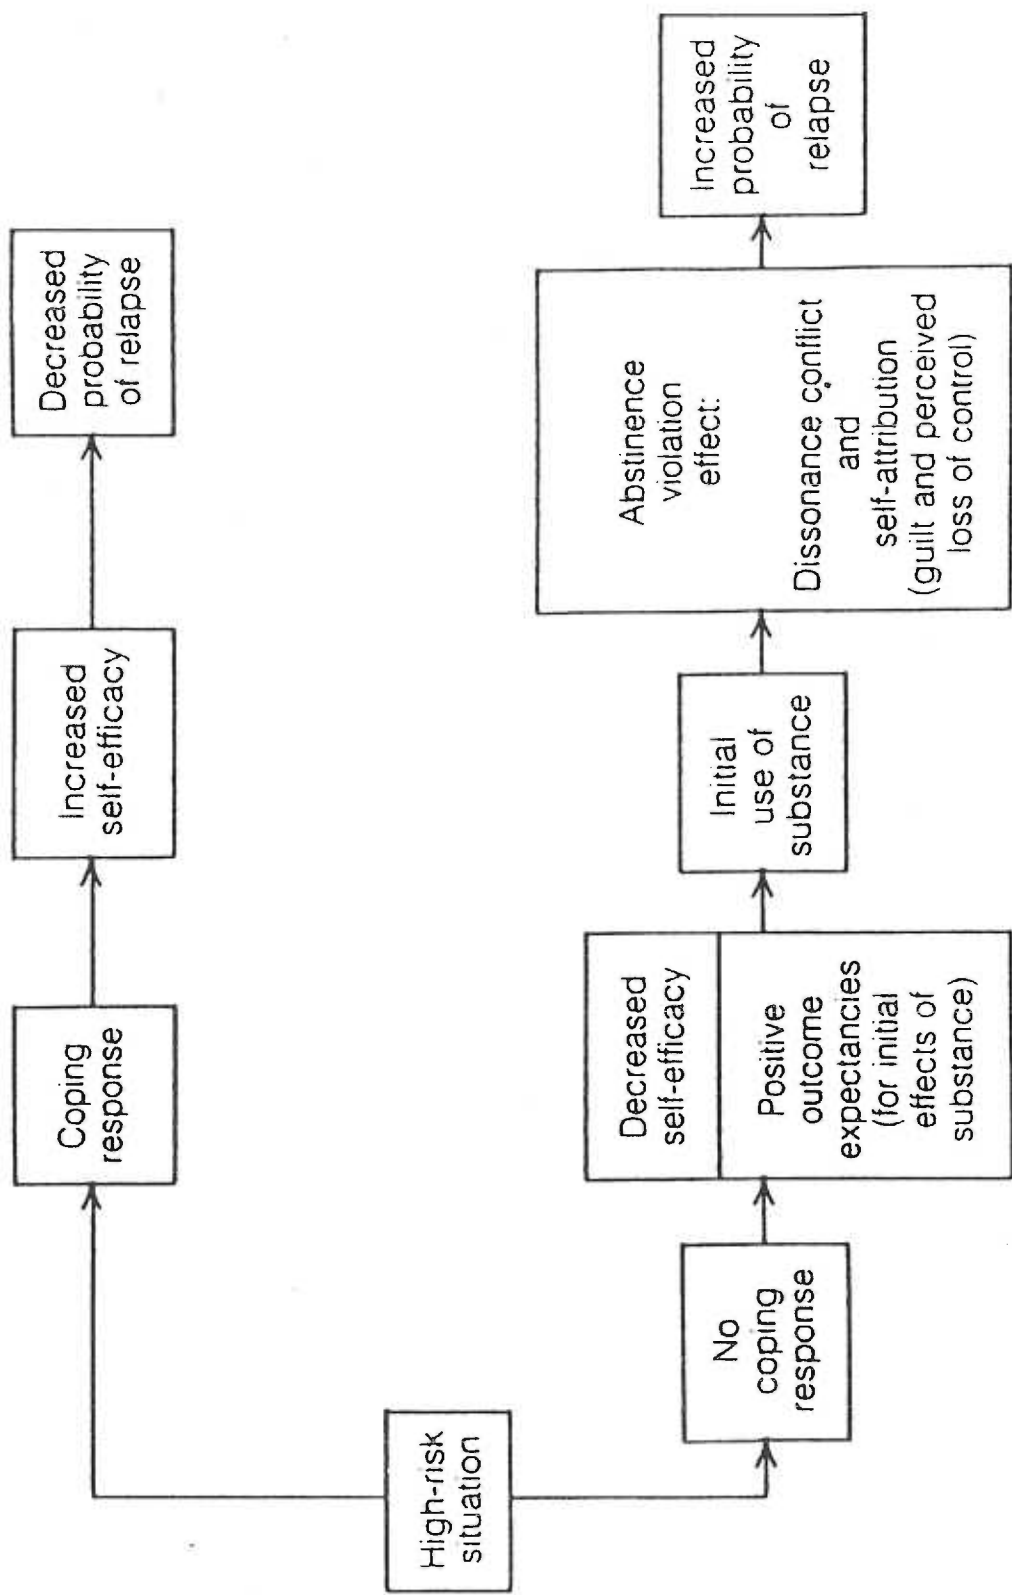 High-risk
situation
Coping
response
Increased
self-efficacy
Decreased
probability
of relapse
No
coping
response
Decreased
self-efficacy
Positive
outcome
expectancies
(for initial
effects of
substance)
Initial
use of
substance
Abstinence
violation
effect:
Dissonance conflict
and
self-attribution
(guilt and perceived
loss of control)
Increased
probability
of
relapse